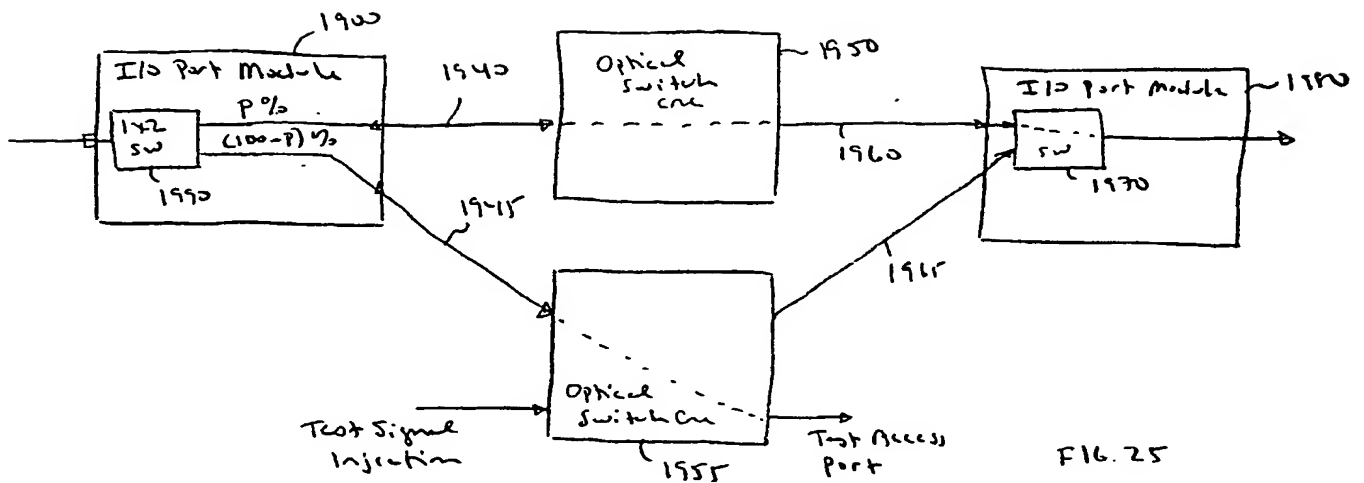 1900
I/O Port Module
P%
(100-P)%
1x2
SW
1990
1940
1945
Optical
Switch
Core
1950
1960
1965
I/O Port Module
1980
SW
1970
Optical
Switch Core
1955
Test Signal
Injection
Test Access
Port
FIG. 25